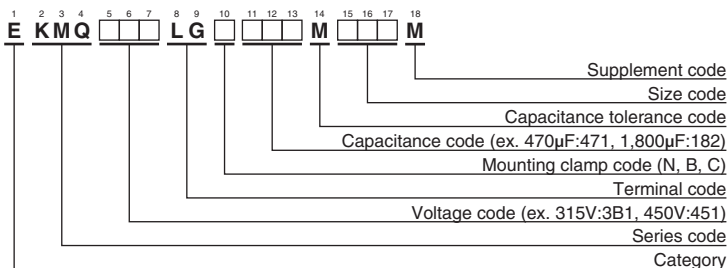 1 2 3 4 5 6 7 8 9 10 11 12 13 14 15 16 17 18
E KMQ □□□ LG □ □□□ M □□□ M
Supplement code
Size code
Capacitance tolerance code
Capacitance code (ex. 470µF:471, 1,800µF:182)
Mounting clamp code (N, B, C)
Terminal code
Voltage code (ex. 315V:3B1, 450V:451)
Series code
Category